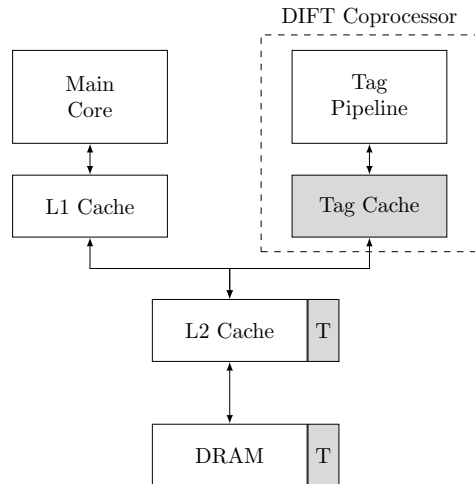 DIFT Coprocessor
Main
Core
Tag
Pipeline
L1 Cache
Tag Cache
L2 Cache
T
DRAM
T